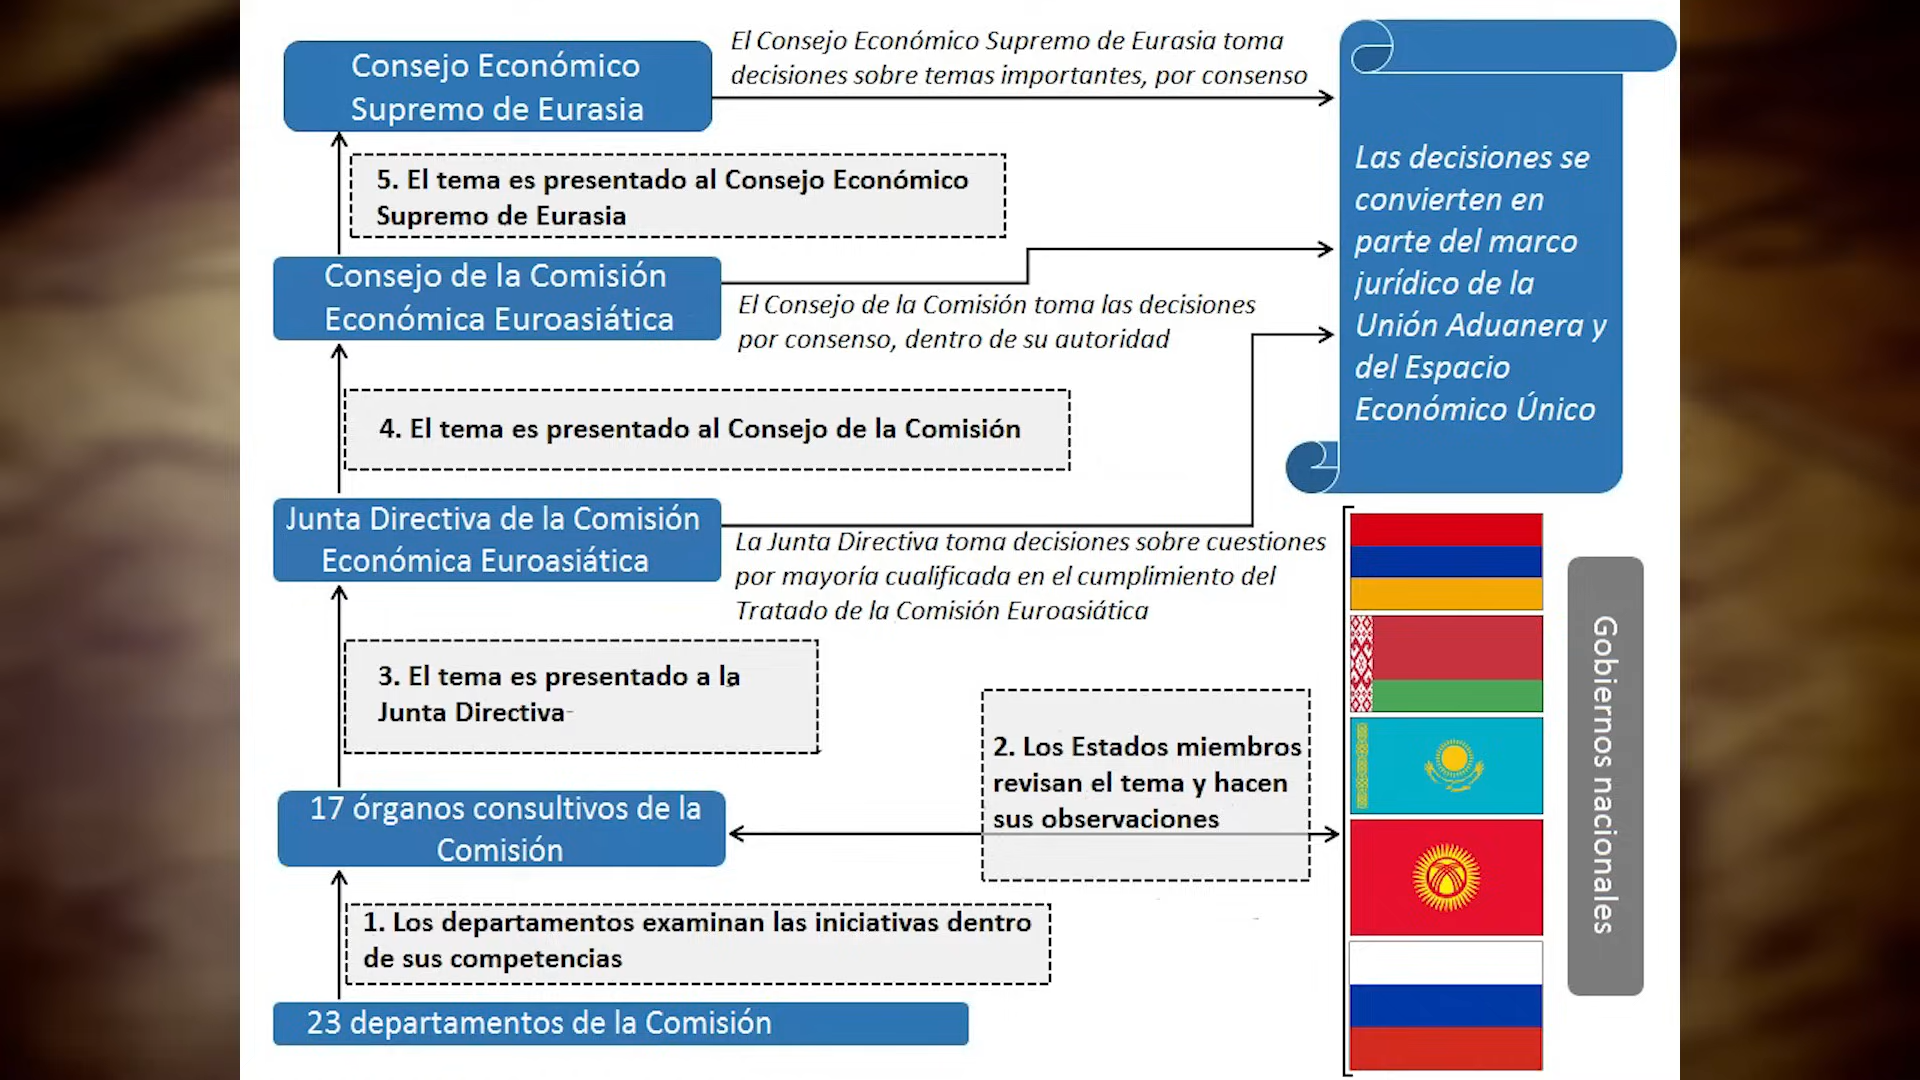 Consejo Económico
Supremo de Eurasia
El Consejo Económico Supremo de Eurasia toma
decisiones sobre temas importantes, por consenso
5. El tema es presentado al Consejo Económico
Supremo de Eurasia
Consejo de la Comisión
Económica Euroasiática
El Consejo de la Comisión toma las decisiones
por consenso, dentro de su autoridad
4. El tema es presentado al Consejo de la Comisión
Junta Directiva de la Comisión
Económica Euroasiática
La Junta Directiva toma decisiones sobre cuestiones
por mayoría cualificada en el cumplimiento del
Tratado de la Comisión Euroasiática
3. El tema es presentado a la
Junta Directiva
17 órganos consultivos de la
Comisión
2. Los Estados miembros
revisan el tema y hacen
sus observaciones
1. Los departamentos examinan las iniciativas dentro
de sus competencias
23 departamentos de la Comisión
Las decisiones se
convierten en
parte del marco
jurídico de la
Unión Aduanera y
del Espacio
Económico Único
Gobiernos nacionales